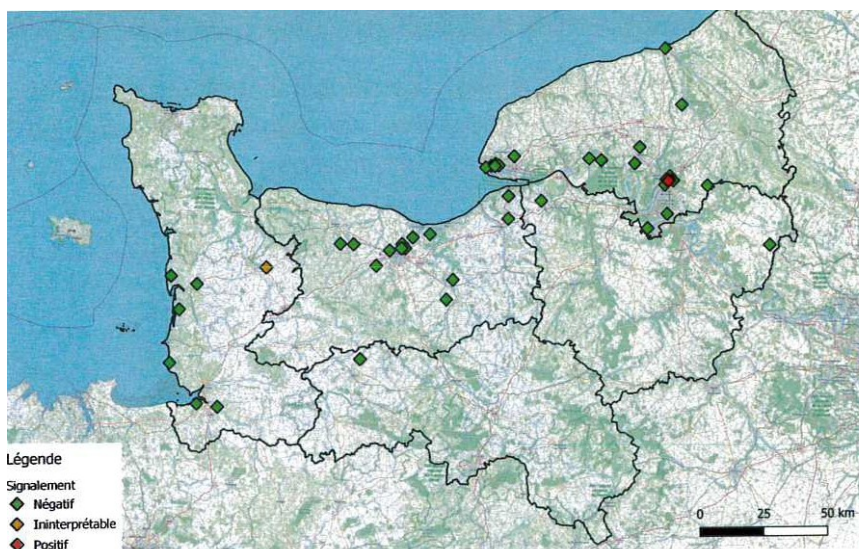 Légende
Signalement
Négatif
Ininterprétable
Positif
0 25 50 km